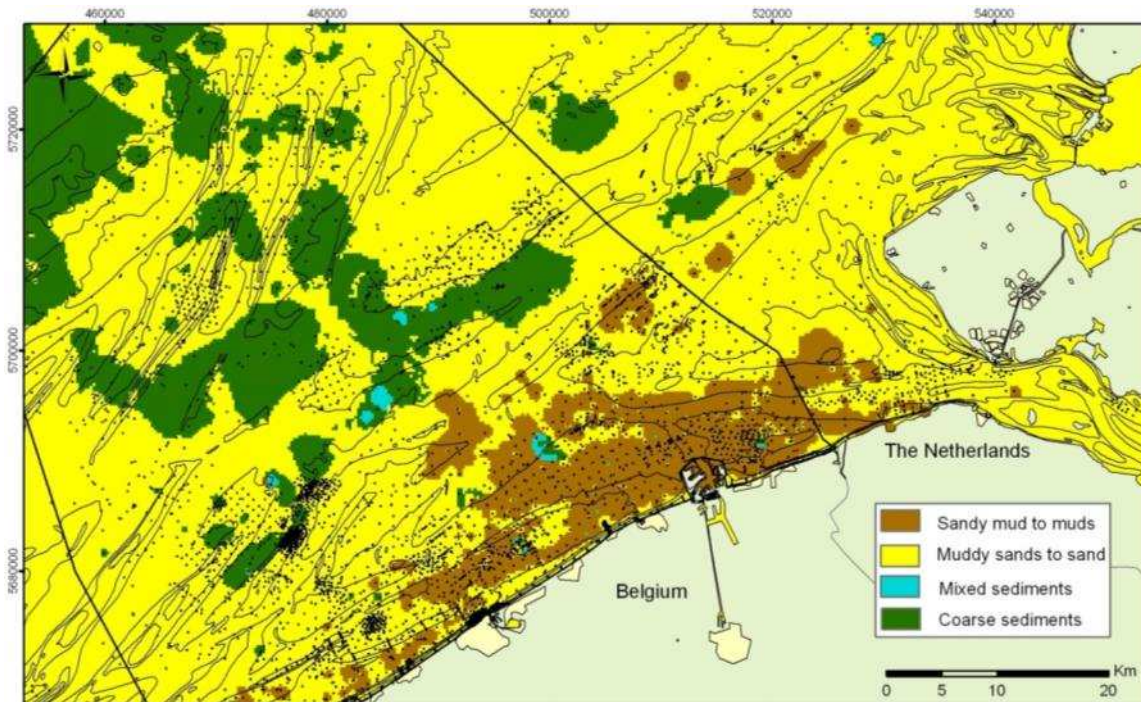 460000
480000
500000
520000
540000
5720000
5700000
5680000
The Netherlands
Belgium
Sandy mud to muds
Muddy sands to sand
Mixed sediments
Coarse sediments
Km
0 5 10 20